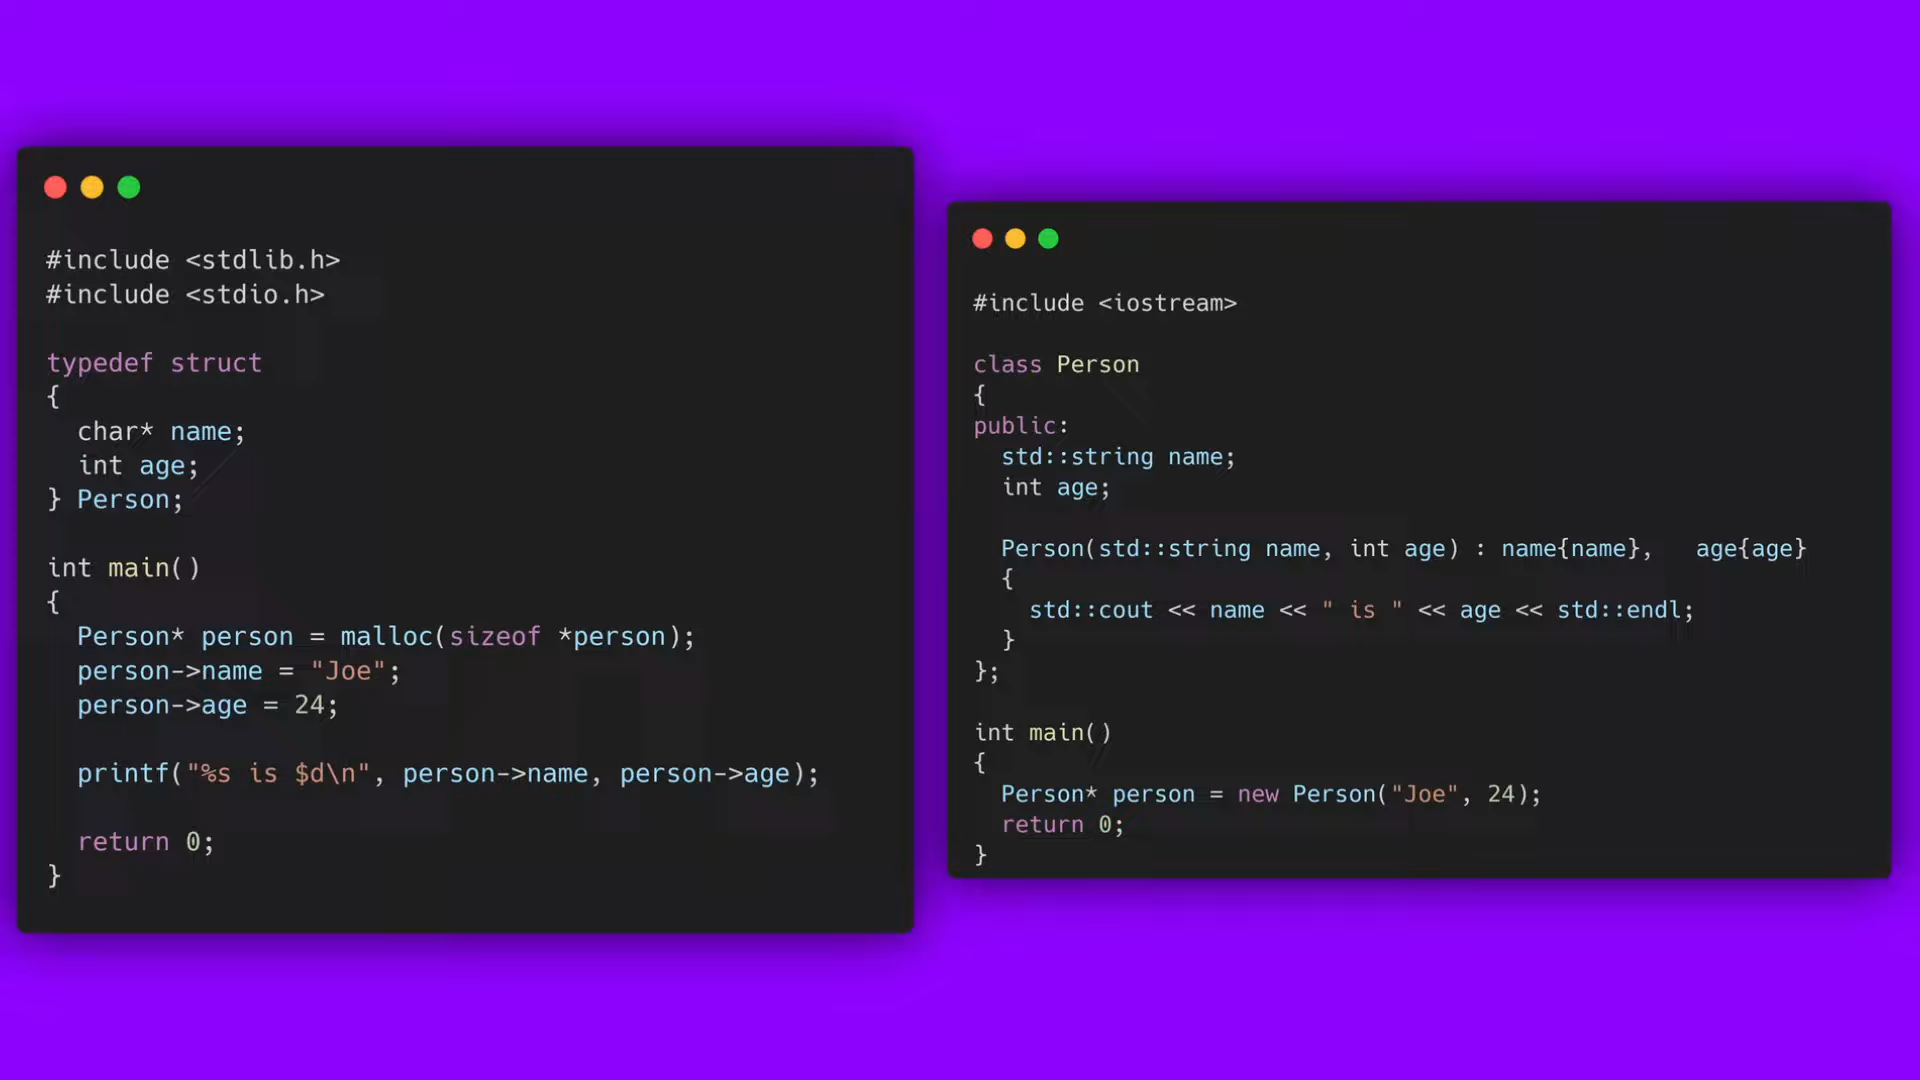 #include <stdlib.h>
#include <stdio.h>
typedef struct
{
  char* name;
  int age;
} Person;
int main()
{
  Person* person = malloc(sizeof *person);
  person->name = "Joe";
  person->age = 24;
  printf("%s is $d\n", person->name, person->age);
  return 0;
}
#include <iostream>
class Person
{
public:
  std::string name;
  int age;
  Person(std::string name, int age) : name{name},   age{age}
  {
    std::cout << name << " is " << age << std::endl;
  }
};
int main()
{
  Person* person = new Person("Joe", 24);
  return 0;
}